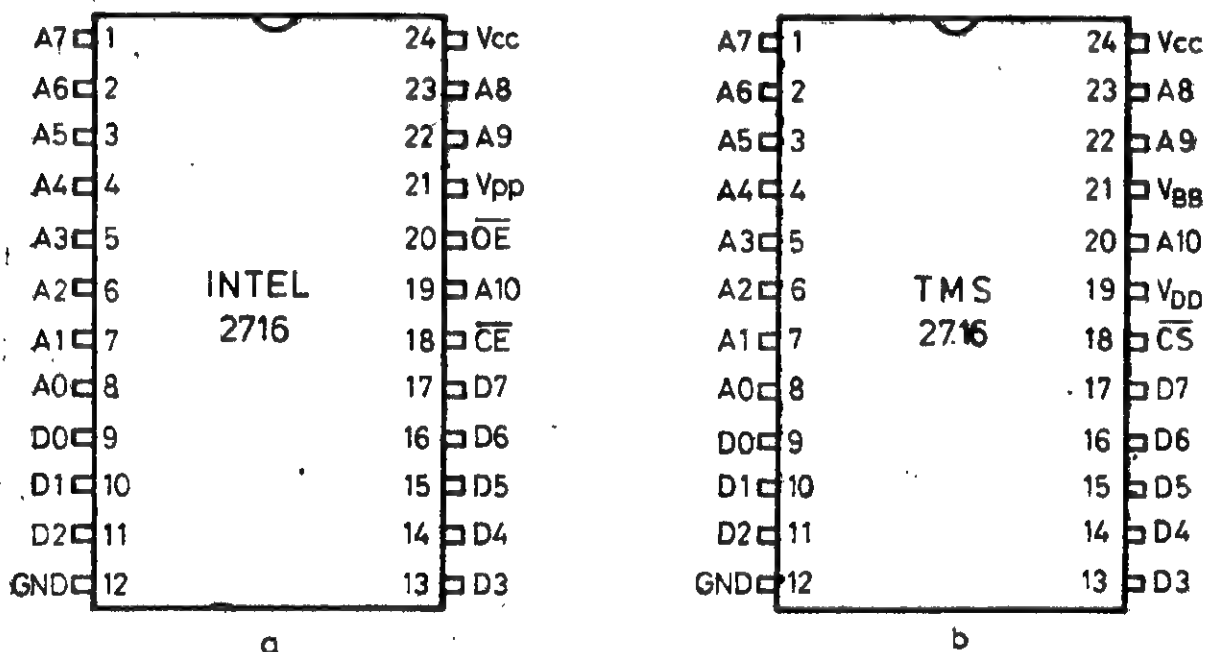 A7 1 24 Vcc
A6 2 23 A8
A5 3 22 A9
A4 4 21 Vpp
A3 5 20 OE
A2 6 INTEL 19 A10
A1 7 2716 18 CE
A0 8 17 D7
D0 9 16 D6
D1 10 15 D5
D2 11 14 D4
GND 12 13 D3
a
A7 1 24 Vcc
A6 2 23 A8
A5 3 22 A9
A4 4 21 VBB
A3 5 20 A10
A2 6 TMS 19 VDD
A1 7 2716 18 CS
A0 8 17 D7
D0 9 16 D6
D1 10 15 D5
D2 11 14 D4
GND 12 13 D3
b